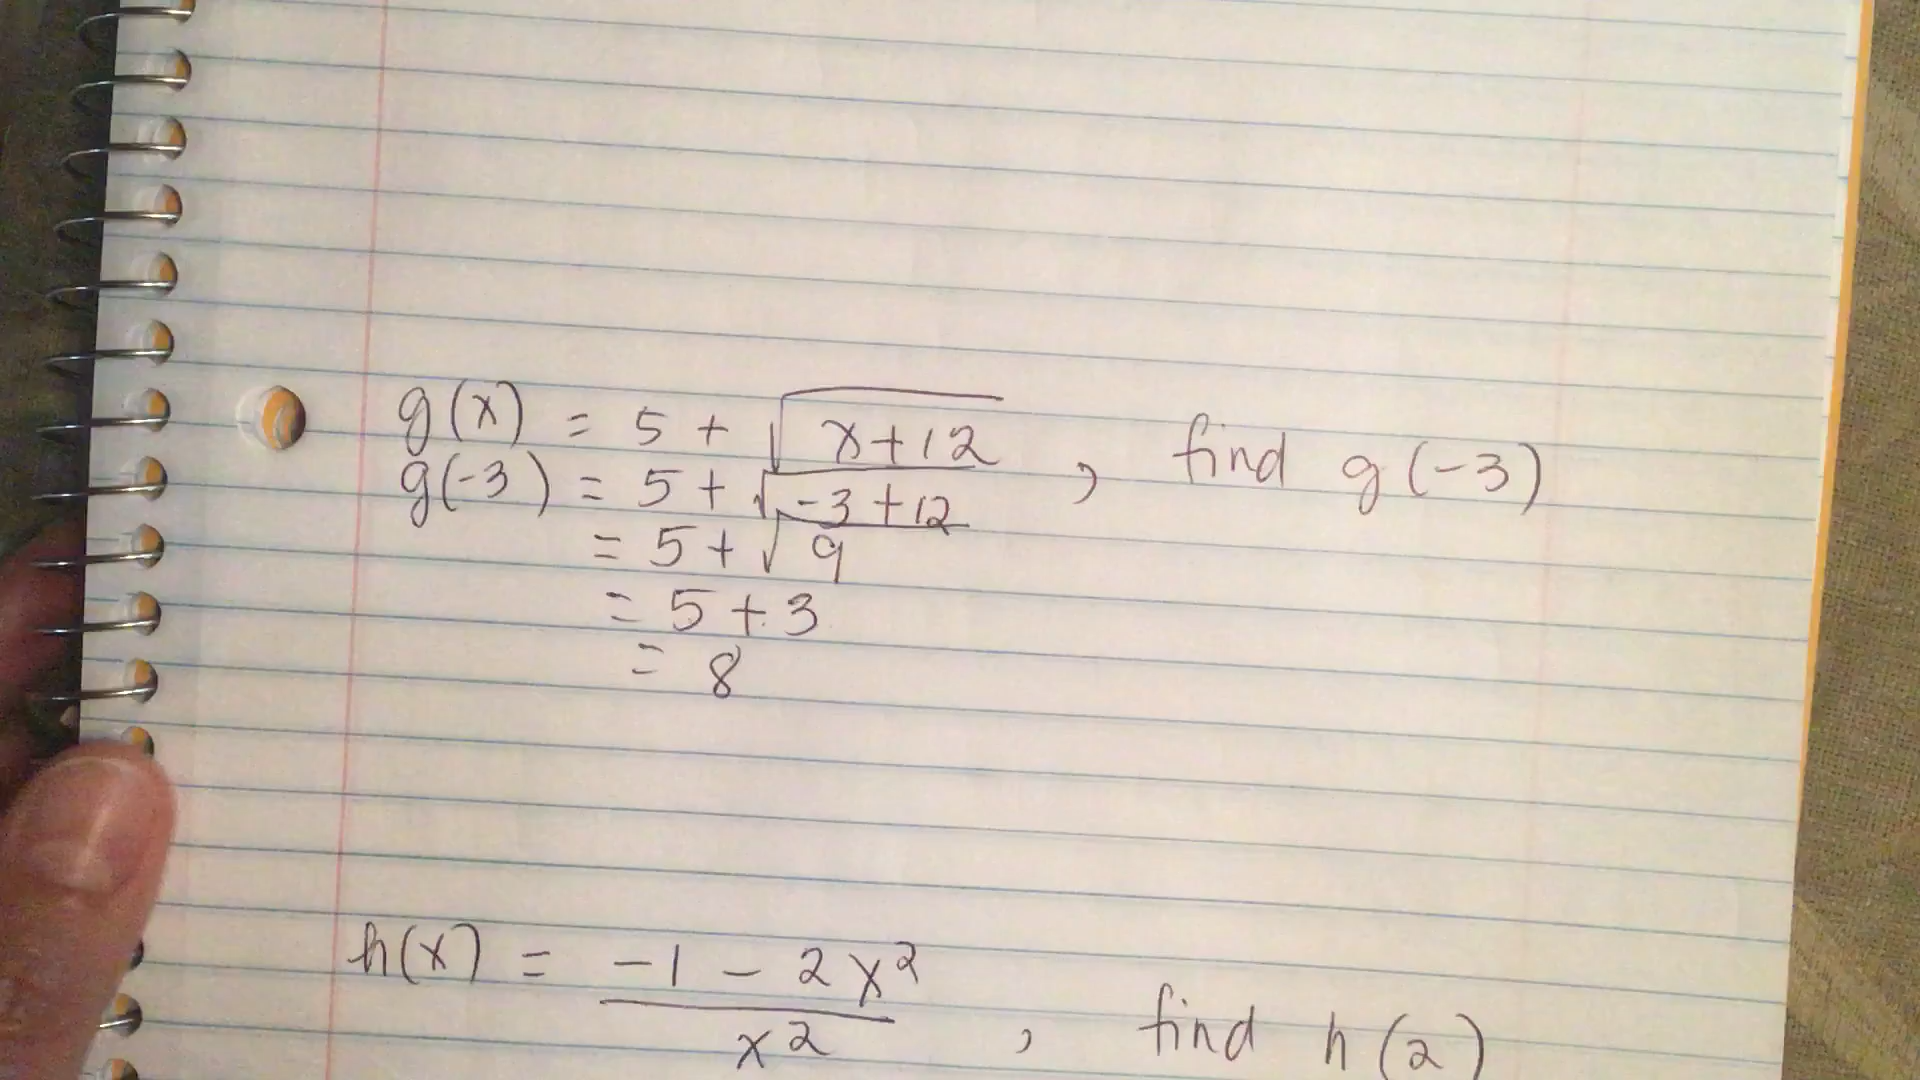 g(x) = 5 + √x+12 , find g(-3)
g(-3) = 5 + √-3+12
= 5 + √9
= 5 + 3
= 8
h(x) = -1 - 2x² / x² , find h(2)